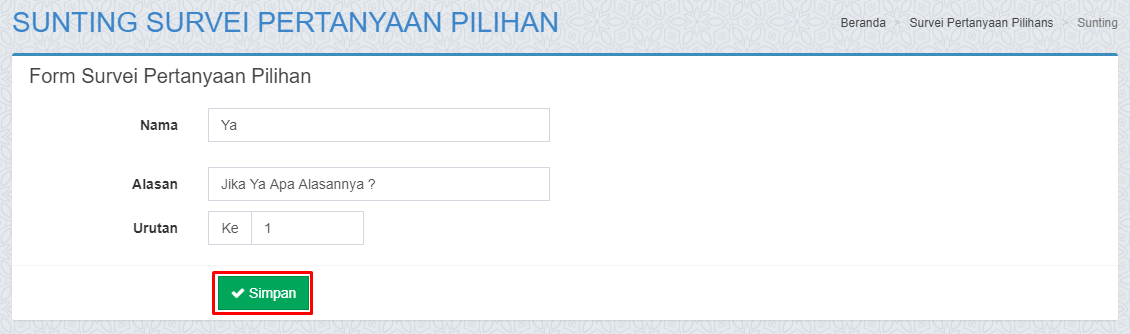 SUNTING SURVEI PERTANYAAN PILIHAN
Beranda > Survei Pertanyaan Pilihans > Sunting
Form Survei Pertanyaan Pilihan
Nama Ya
Alasan Jika Ya Apa Alasannya ?
Urutan Ke 1
Simpan